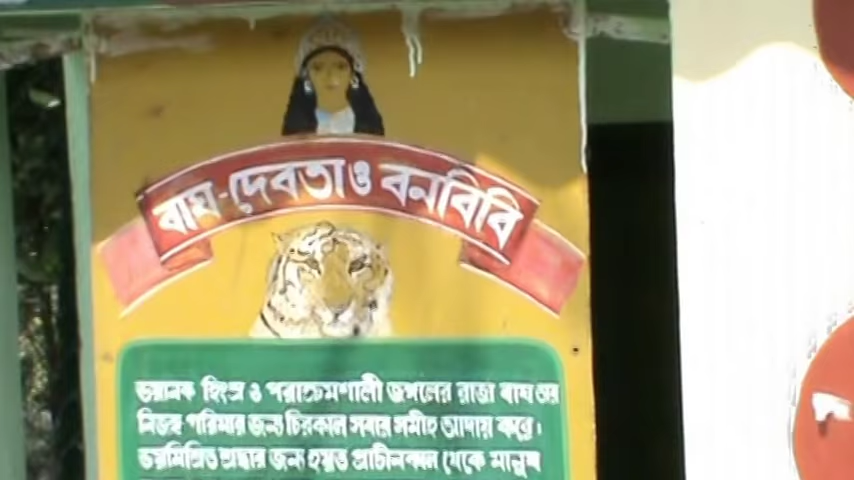 বাঘ-দেবতা ও বনবিবি
ভয়ানক হিংস্র ও পরাক্রমশালী জঙ্গলের রাজা বাঘ তার
নিজস্ব গরিমার জন্য চিরকাল সবার সমীহ আদায় করে।
ভয়মিশ্রিত শ্রদ্ধার জন্য হয়ত প্রাচীনকাল থেকে মানুষ